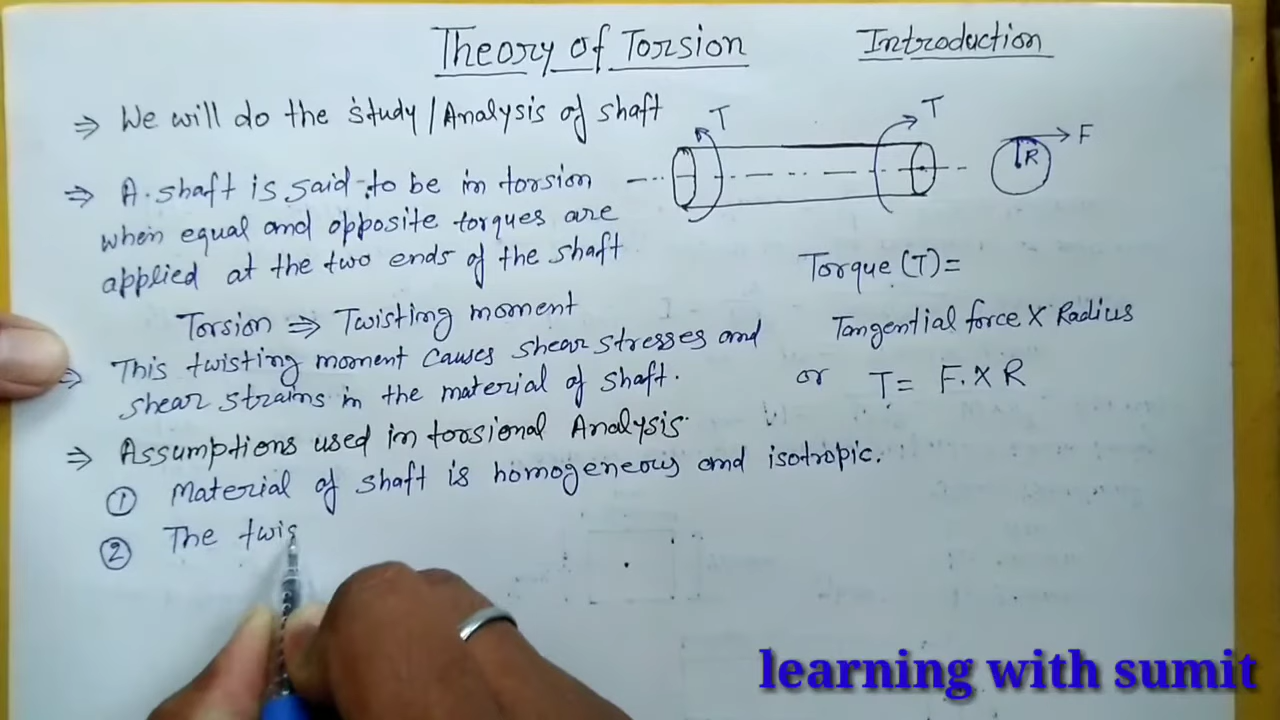 Theory of Torsion
Introduction
⇒ We will do the study/Analysis of shaft
⇒ A shaft is said to be in torsion
when equal and opposite torques are
applied at the two ends of the shaft
Torsion ⇒ Twisting moment
⇒ This twisting moment causes shear stresses and
shear strains in the material of shaft.
⇒ Assumptions used in torsional Analysis.
① Material of shaft is homogeneous and isotropic.
② The twis
T
T
F
R
Torque (T) =
Tangential force X Radius
or T = F. X R
learning with sumit